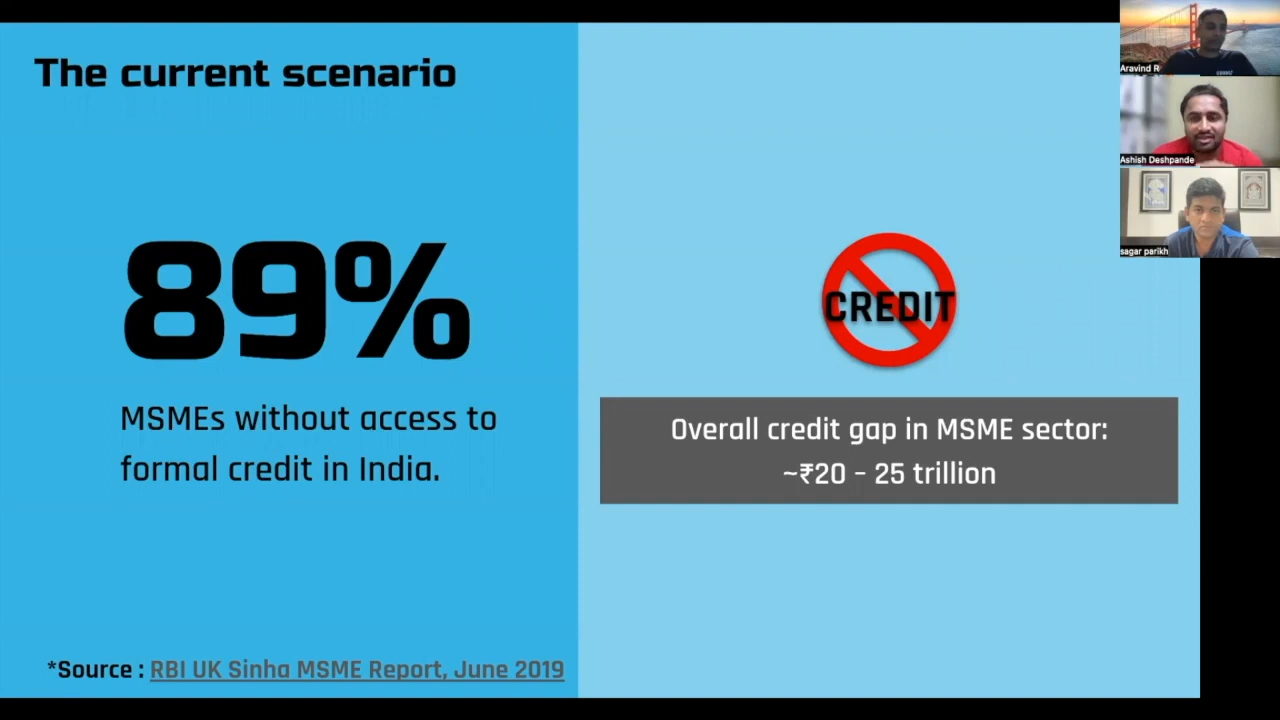 The current scenario
89%
MSMEs without access to
formal credit in India.
*Source : RBI UK Sinha MSME Report, June 2019
CREDIT
Overall credit gap in MSME sector:
~₹20 – 25 trillion
Aravind R
Ashish Deshpande
sagar parikh